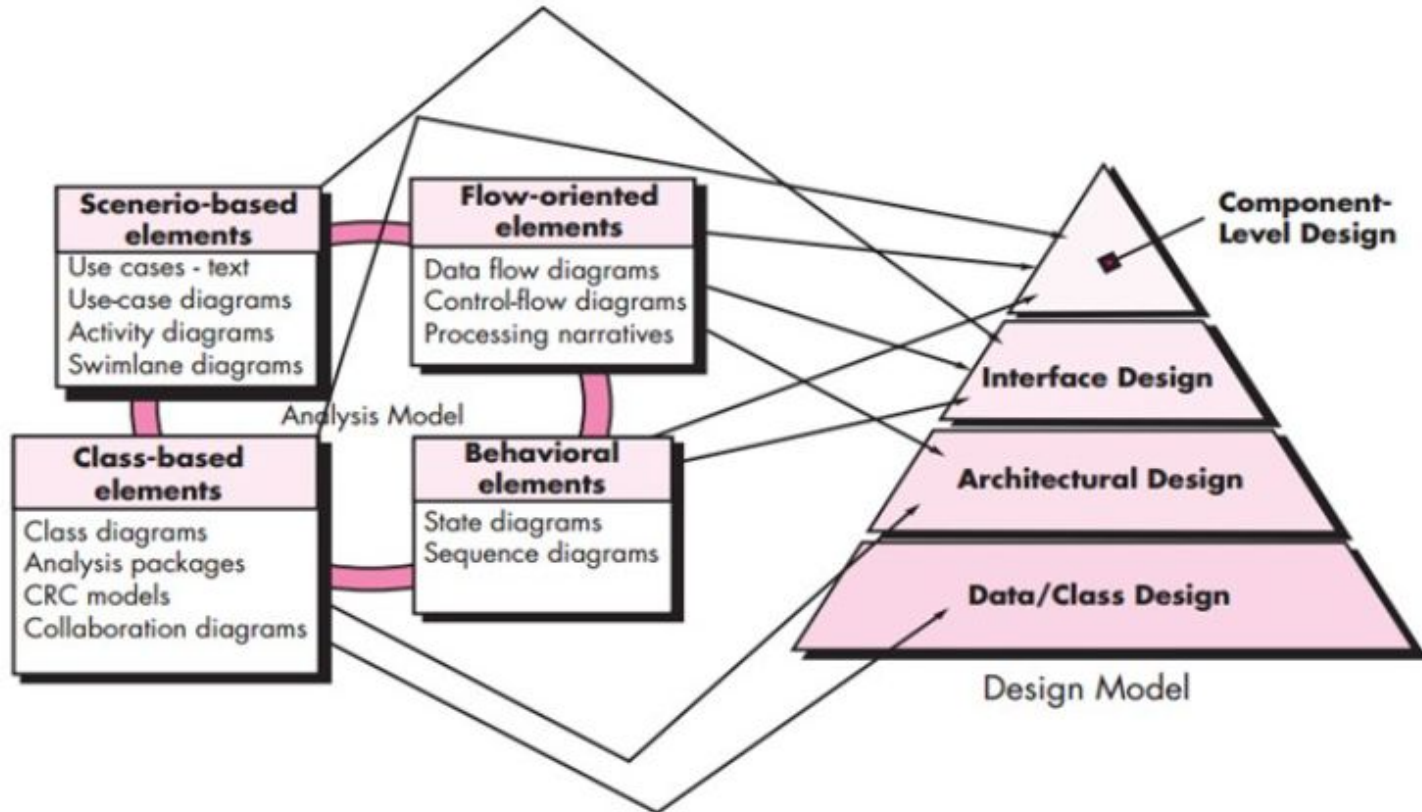 Scenerio-based
elements
Use cases - text
Use-case diagrams
Activity diagrams
Swimlane diagrams
Flow-oriented
elements
Data flow diagrams
Control-flow diagrams
Processing narratives
Analysis Model
Class-based
elements
Class diagrams
Analysis packages
CRC models
Collaboration diagrams
Behavioral
elements
State diagrams
Sequence diagrams
Component-
Level Design
Interface Design
Architectural Design
Data/Class Design
Design Model